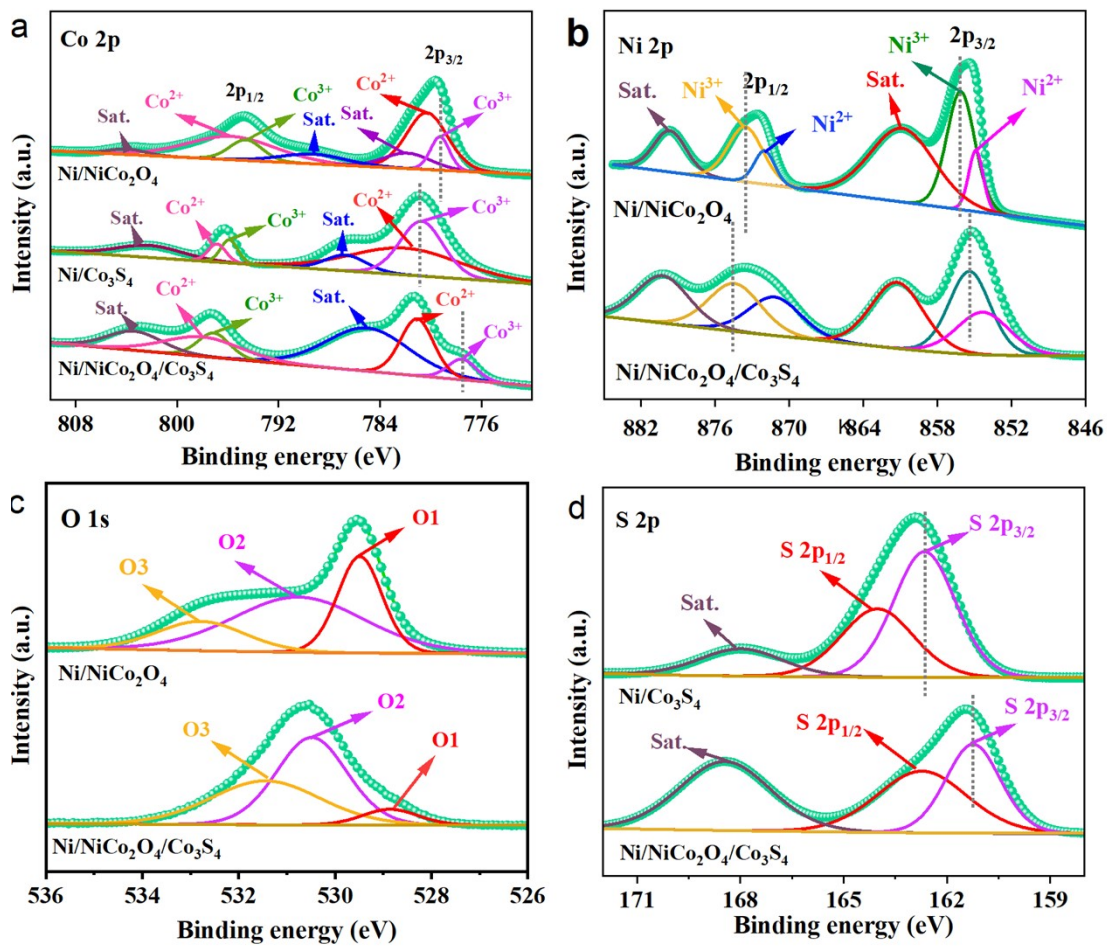 a
Co 2p
2p3/2
Co2+
Co3+
2p1/2
Co3+
Co2+
Sat.
Sat.
Sat.
Ni/NiCo2O4
Co2+
Co3+
Sat.
Co2+
Co3+
Sat.
Ni/Co3S4
Co2+
Co3+
Sat.
Sat.
Co2+
Co3+
Ni/NiCo2O4/Co3S4
808
800
792
784
776
Binding energy (eV)
Intensity (a.u.)
b
Ni 2p
Ni3+
2p3/2
Sat.
Ni3+
2p1/2
Ni2+
Sat.
Ni2+
Ni/NiCo2O4
Ni/NiCo2O4/Co3S4
882
876
870
864
858
852
846
Binding energy (eV)
Intensity (a.u.)
c
O 1s
O1
O2
O3
Ni/NiCo2O4
O3
O2
O1
Ni/NiCo2O4/Co3S4
536
534
532
530
528
526
Binding energy (eV)
Intensity (a.u.)
d
S 2p
S 2p3/2
S 2p1/2
Sat.
Ni/Co3S4
Sat.
S 2p1/2
S 2p3/2
Ni/NiCo2O4/Co3S4
171
168
165
162
159
Binding energy (eV)
Intensity (a.u.)